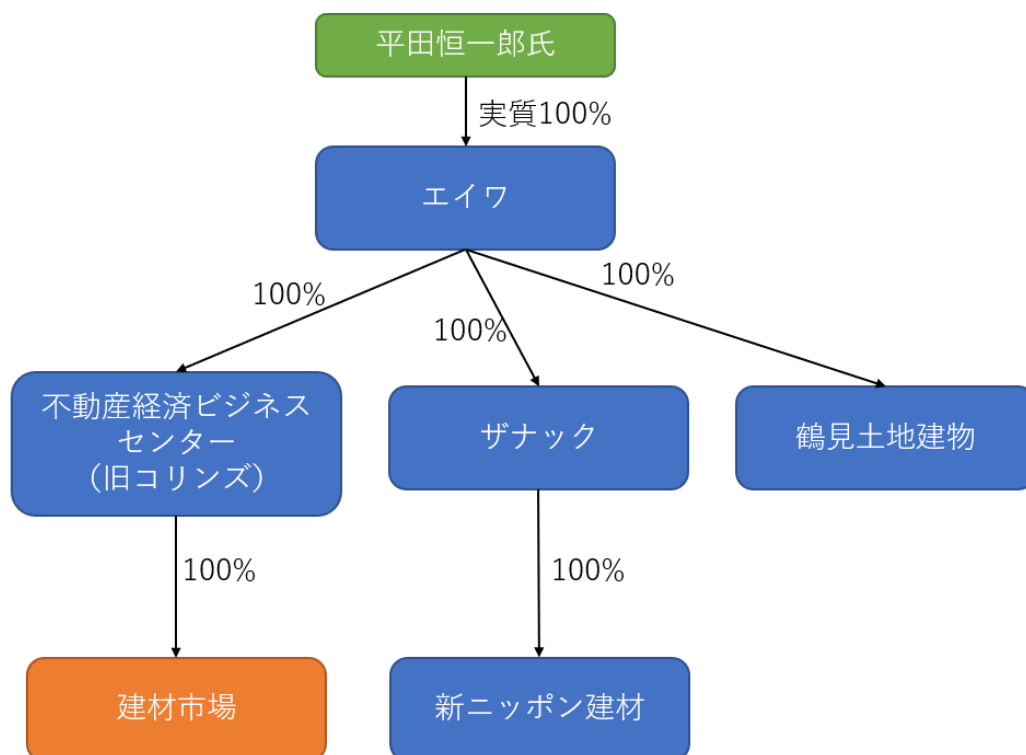 平田恒一郎氏
実質100%
エイワ
100%
100%
100%
不動産経済ビジネス
センター
（旧コリンズ）
ザナック
鶴見土地建物
100%
100%
建材市場
新ニッポン建材